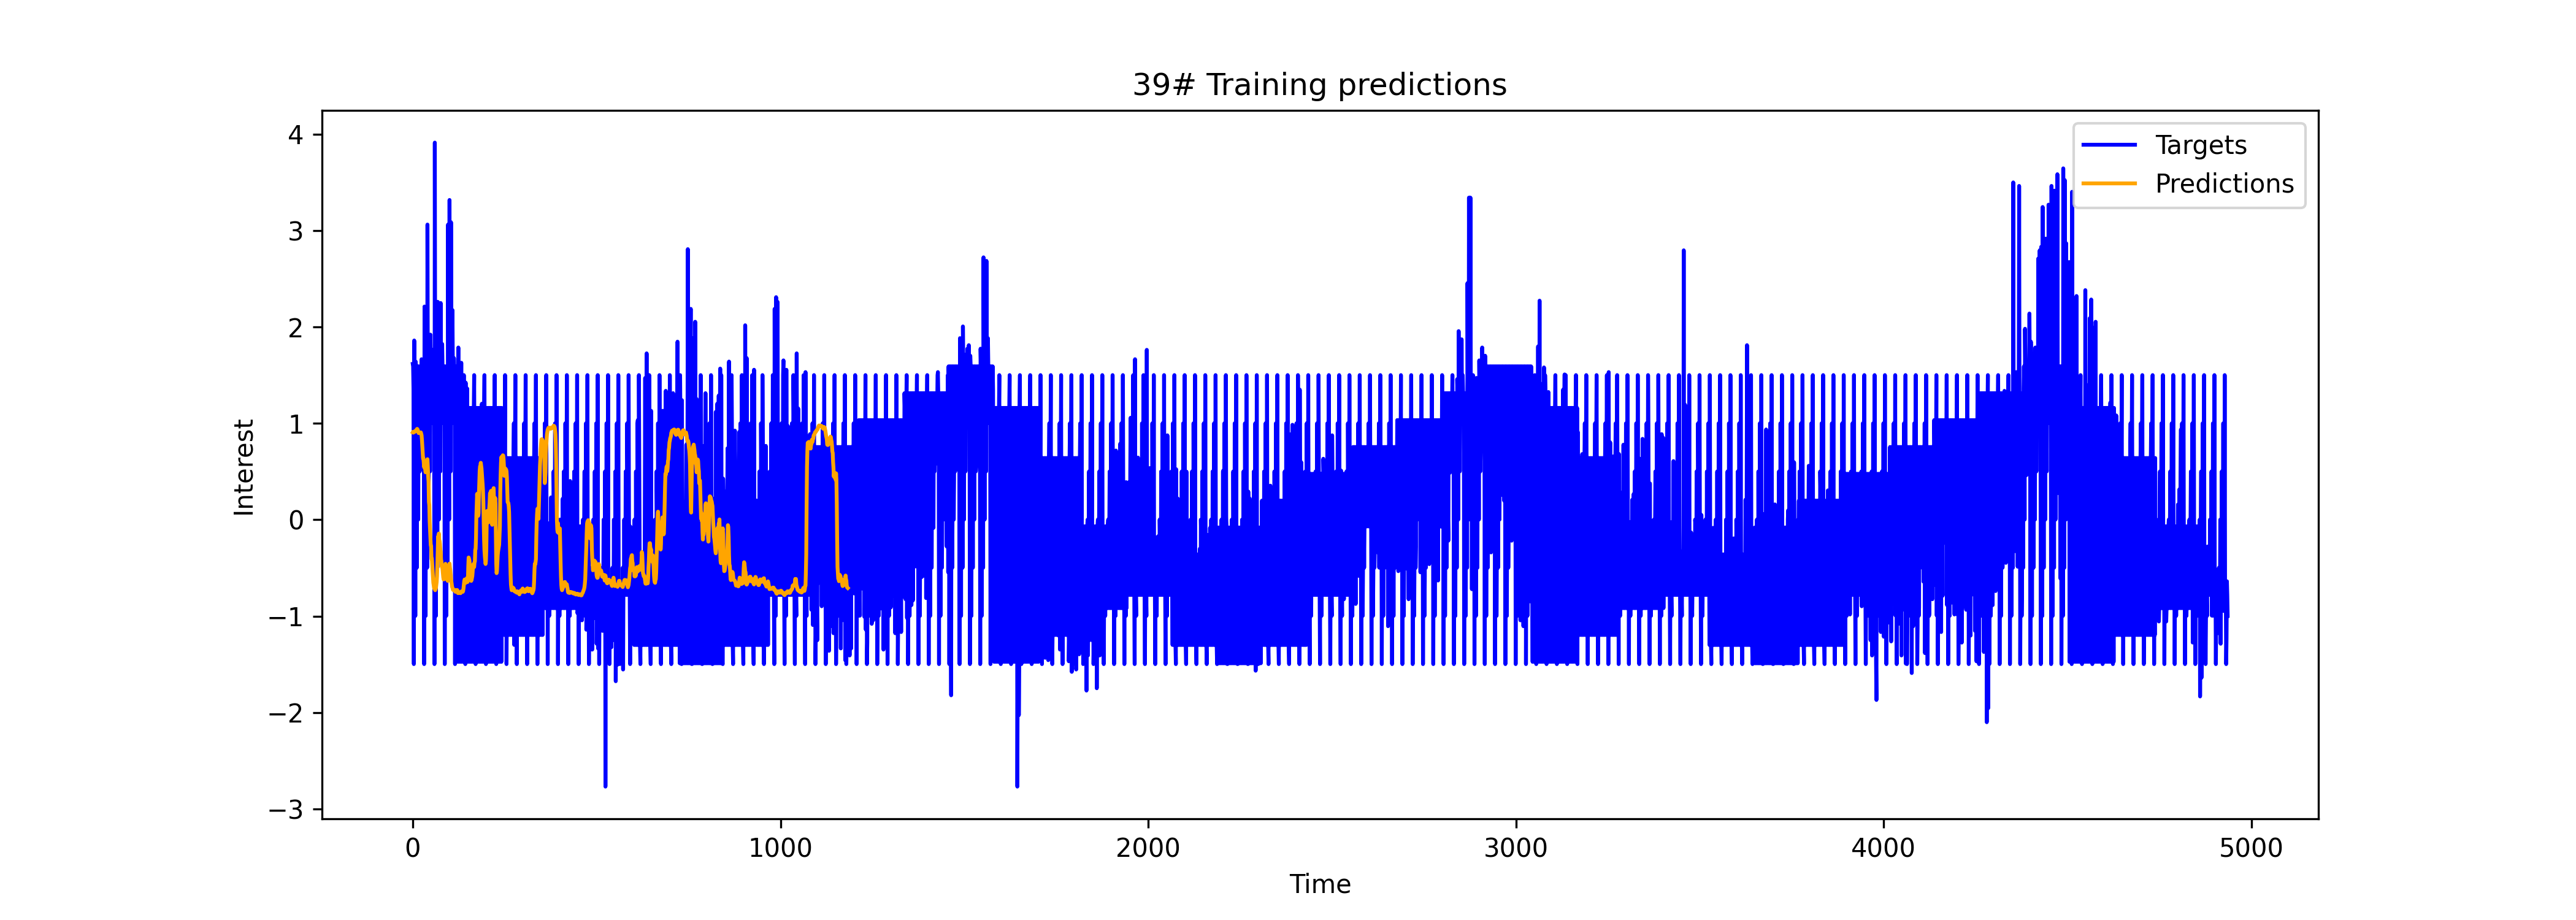 39# Training predictions
Targets
Predictions
Interest
4
3
2
1
0
−1
−2
−3
0 1000 2000 3000 4000 5000
Time